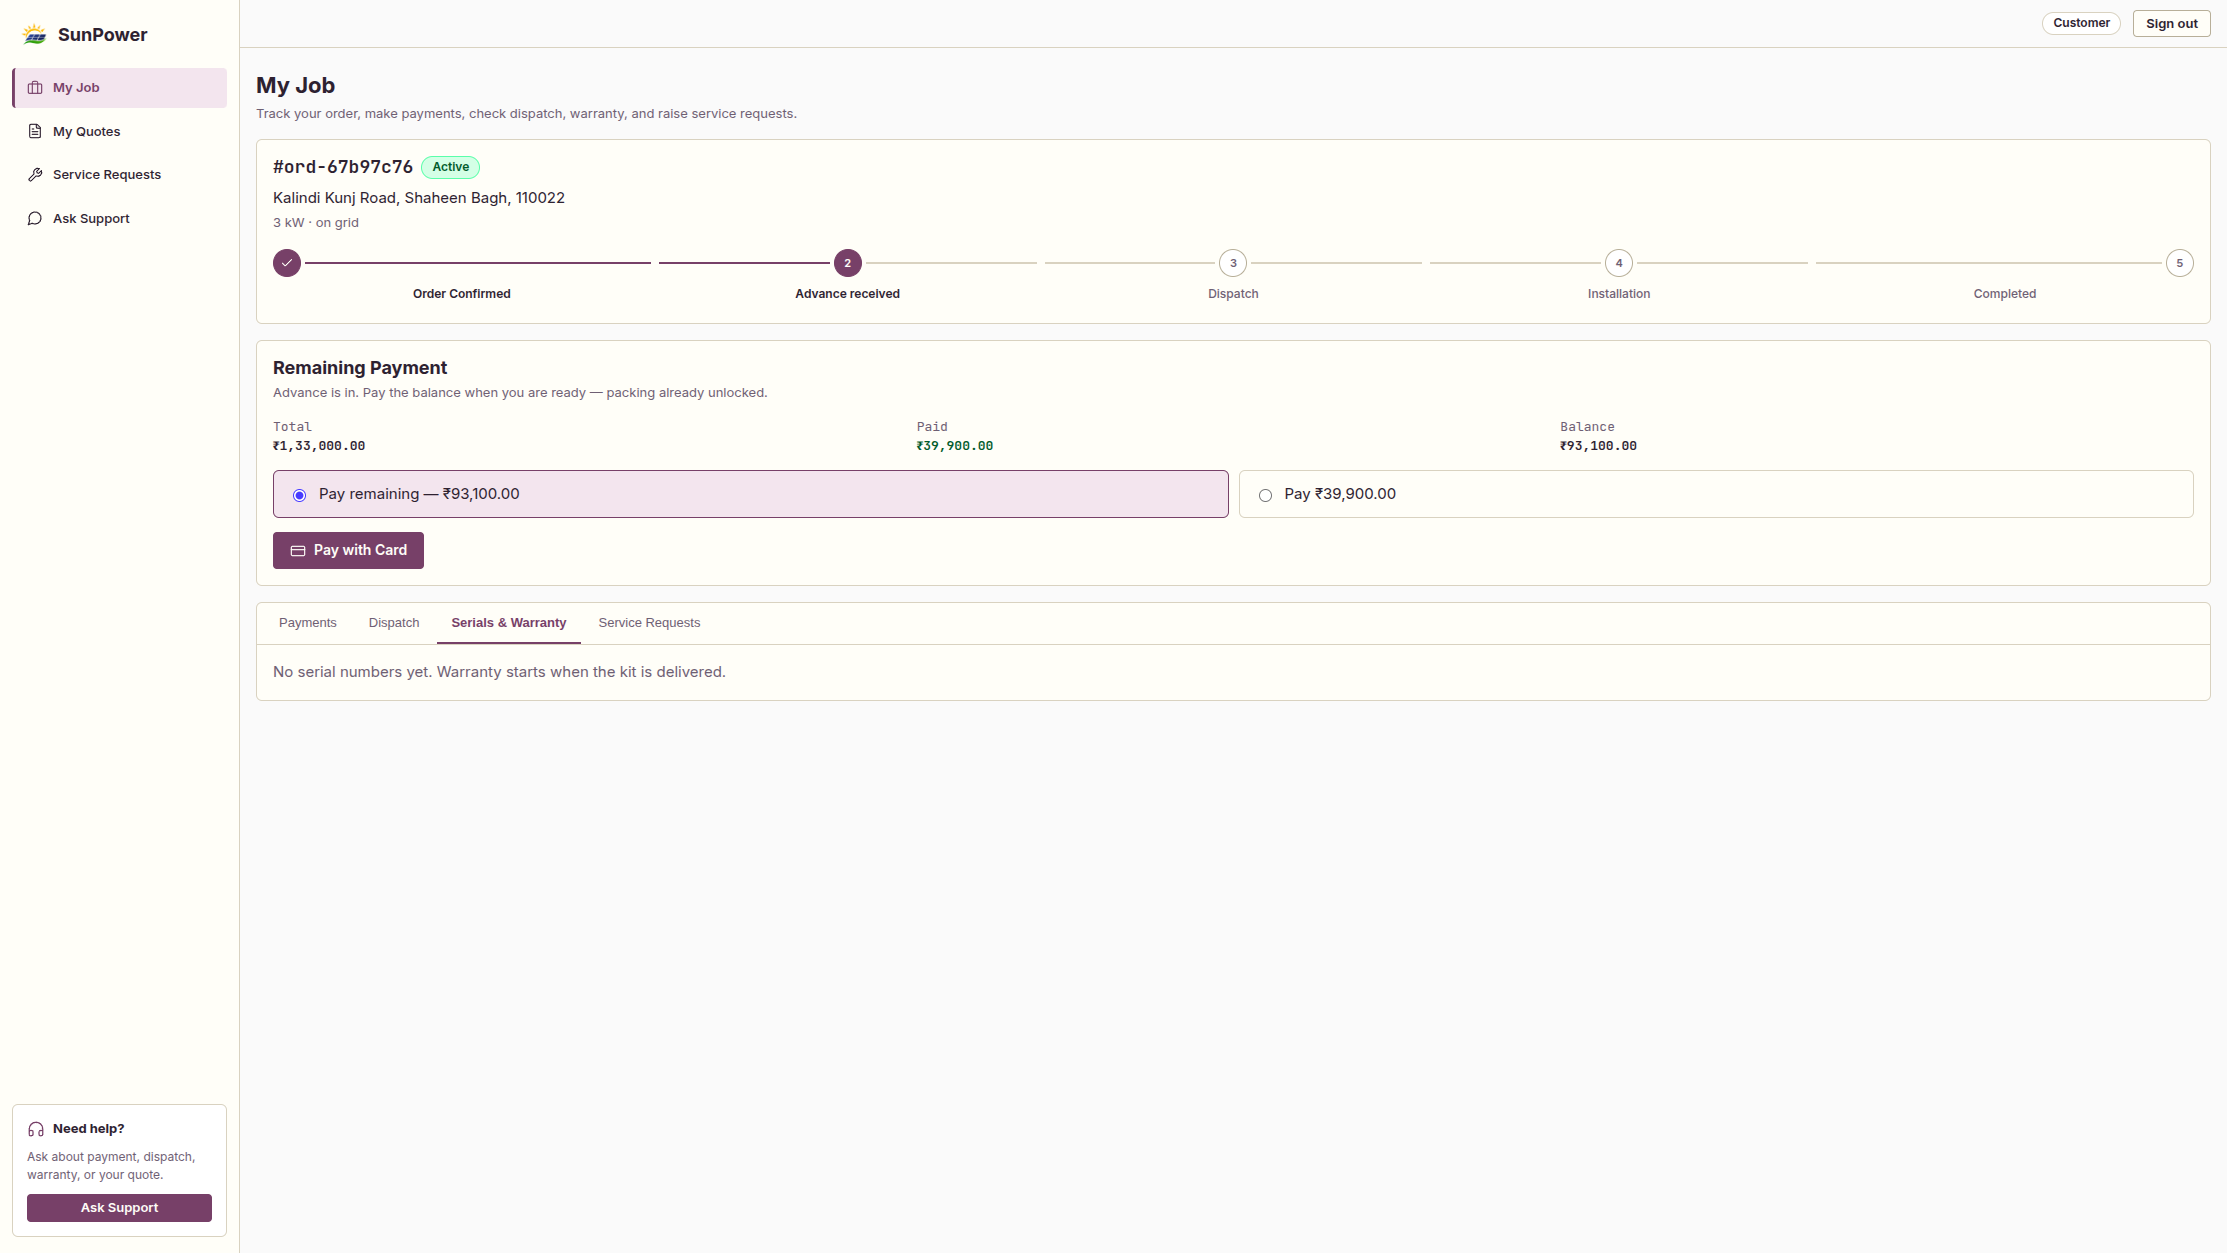 SunPower
My Job
My Quotes
Service Requests
Ask Support
Need help?
Ask about payment, dispatch,
warranty, or your quote.
Ask Support
Customer
Sign out
My Job
Track your order, make payments, check dispatch, warranty, and raise service requests.
#ord-67b97c76 Active
Kalindi Kunj Road, Shaheen Bagh, 110022
3 kW · on grid
2 3 4 5
Order Confirmed Advance received Dispatch Installation Completed
Remaining Payment
Advance is in. Pay the balance when you are ready — packing already unlocked.
Total Paid Balance
₹1,33,000.00 ₹39,900.00 ₹93,100.00
Pay remaining — ₹93,100.00 Pay ₹39,900.00
Pay with Card
Payments Dispatch Serials & Warranty Service Requests
No serial numbers yet. Warranty starts when the kit is delivered.